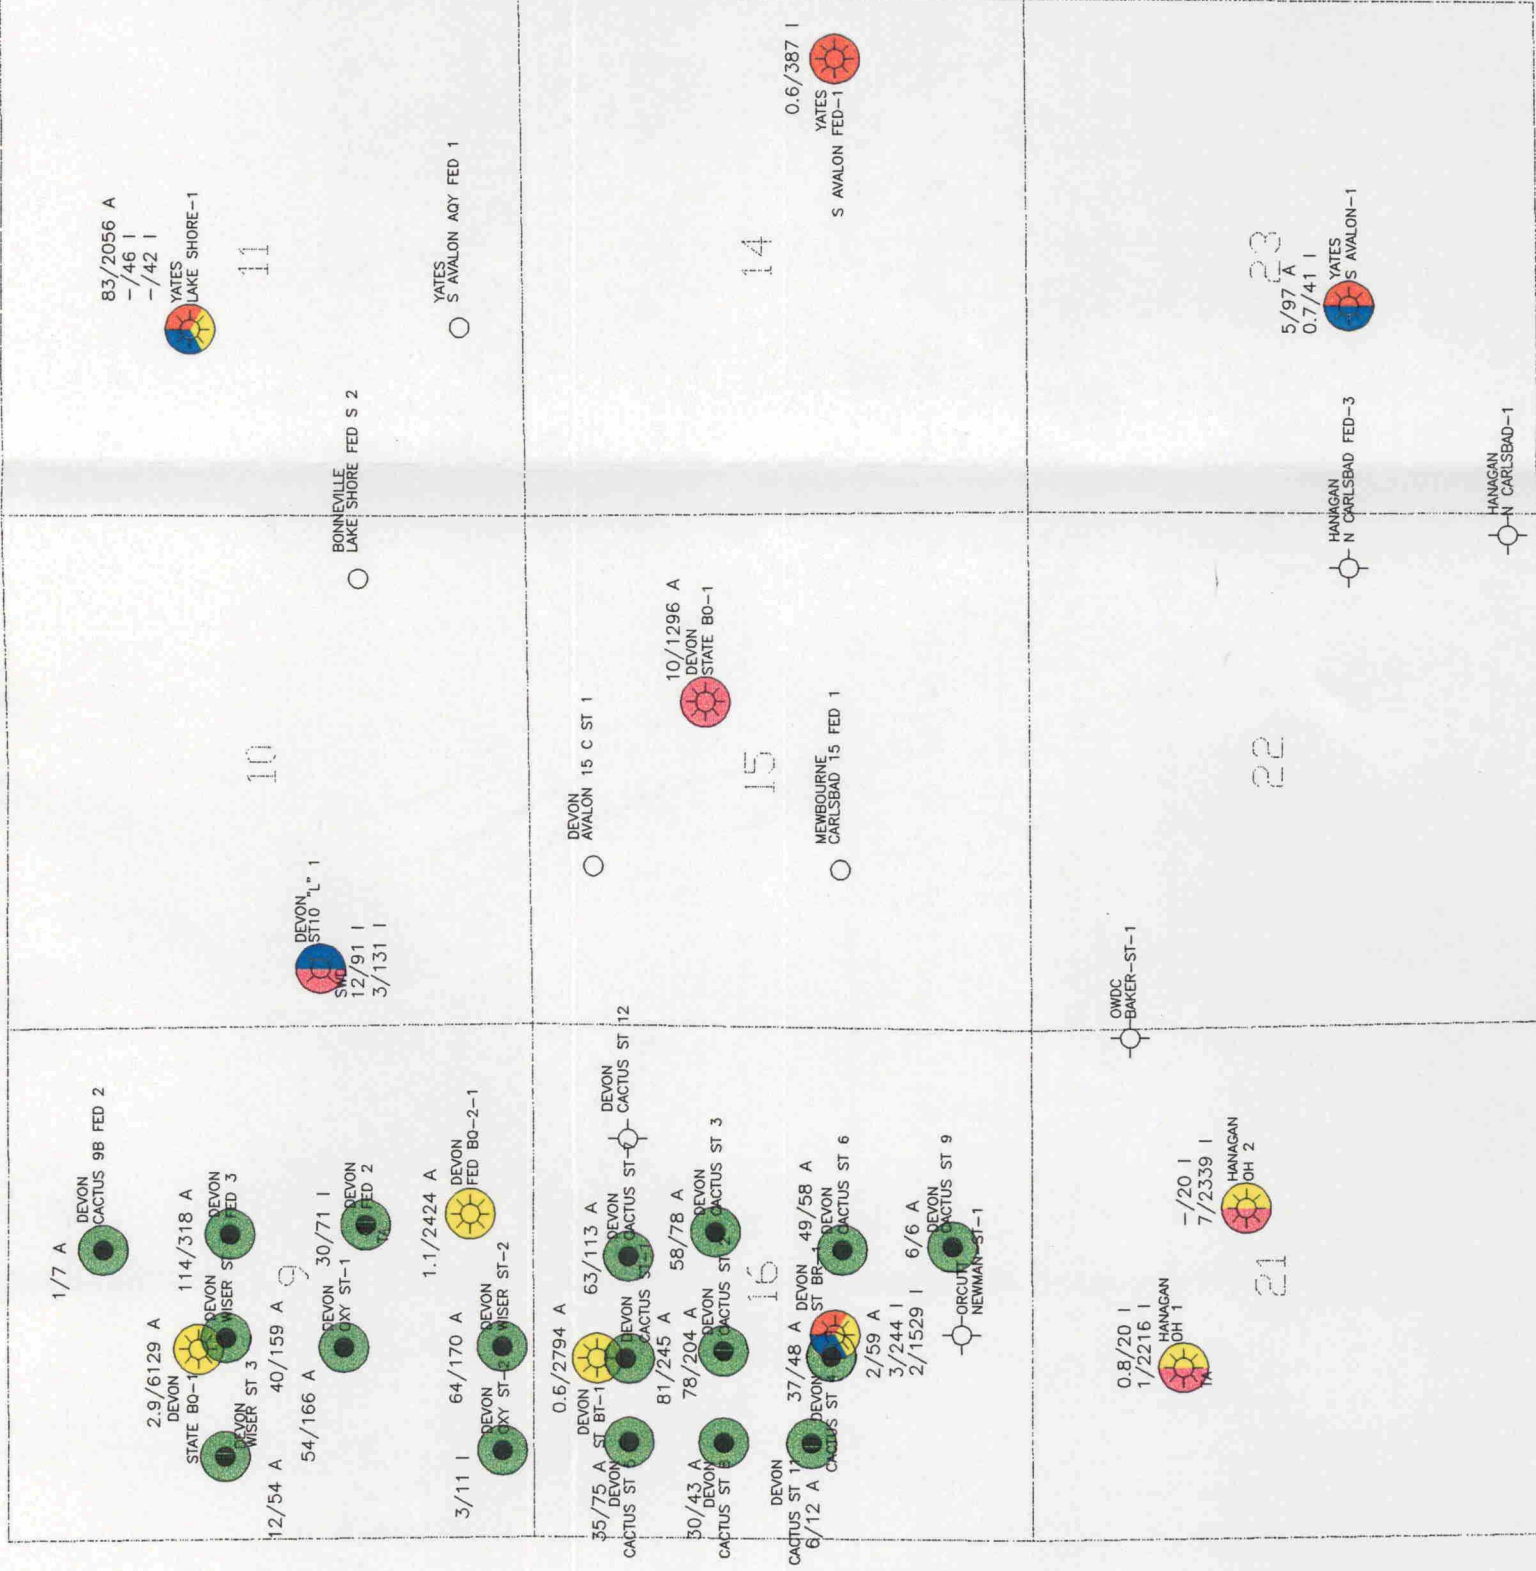 83/2056 A
-/46 I
-/42 I
YATES
LAKE SHORE-1
11
YATES
S AVALON AQY FED 1
BONNEVILLE
LAKE SHORE FED S 2
10
DEVON
ST10 "L" 1
SWD
12/91 I
3/131 I
DEVON
CACTUS 9B FED 2
1/7 A
2.9/6129 A
DEVON
STATE BQ-1
114/318 A
DEVON
FED 3
DEVON
WISER ST
DEVON
WISER ST 3
12/54 A
40/159 A
9
30/71 I
DEVON
FED 2
TA
DEVON
OXY ST-1
54/166 A
1.1/2424 A
DEVON
FED BQ-2-1
64/170 A
DEVON
WISER ST-2
3/11 I
DEVON
OXY ST-2
0.6/387 I
YATES
S AVALON FED-1
14
10/1296 A
DEVON
STATE BO-1
15
DEVON
AVALON 15 C ST 1
MEWBOURNE
CARLSBAD 15 FED 1
DEVON
CACTUS ST 12
0.6/2794 A
DEVON
ST BT-1
63/113 A
DEVON
CACTUS ST-7
DEVON
CACTUS ST-1
81/245 A
35/75 A
DEVON
CACTUS ST
58/78 A
DEVON
CACTUS ST 3
78/204 A
DEVON
CACTUS ST 2
30/43 A
DEVON
CACTUS ST
16
49/58 A
DEVON
CACTUS ST 6
37/48 A
DEVON
ST BR-1
DEVON
CACTUS ST
2/59 A
3/244 I
2/1529 I
DEVON
CACTUS ST 11
6/12 A
6/6 A
DEVON
CACTUS ST 9
ORCUTT
NEWMAN-ST-1
23
5/97 A
0.7/41 I
YATES
S AVALON-1
HANAGAN
N CARLSBAD FED-3
HANAGAN
N CARLSBAD-1
22
OWDC
BAKER-ST-1
-/20 I
7/2339 I
HANAGAN
OH 2
21
0.8/20 I
1/2216 I
HANAGAN
OH 1
TA